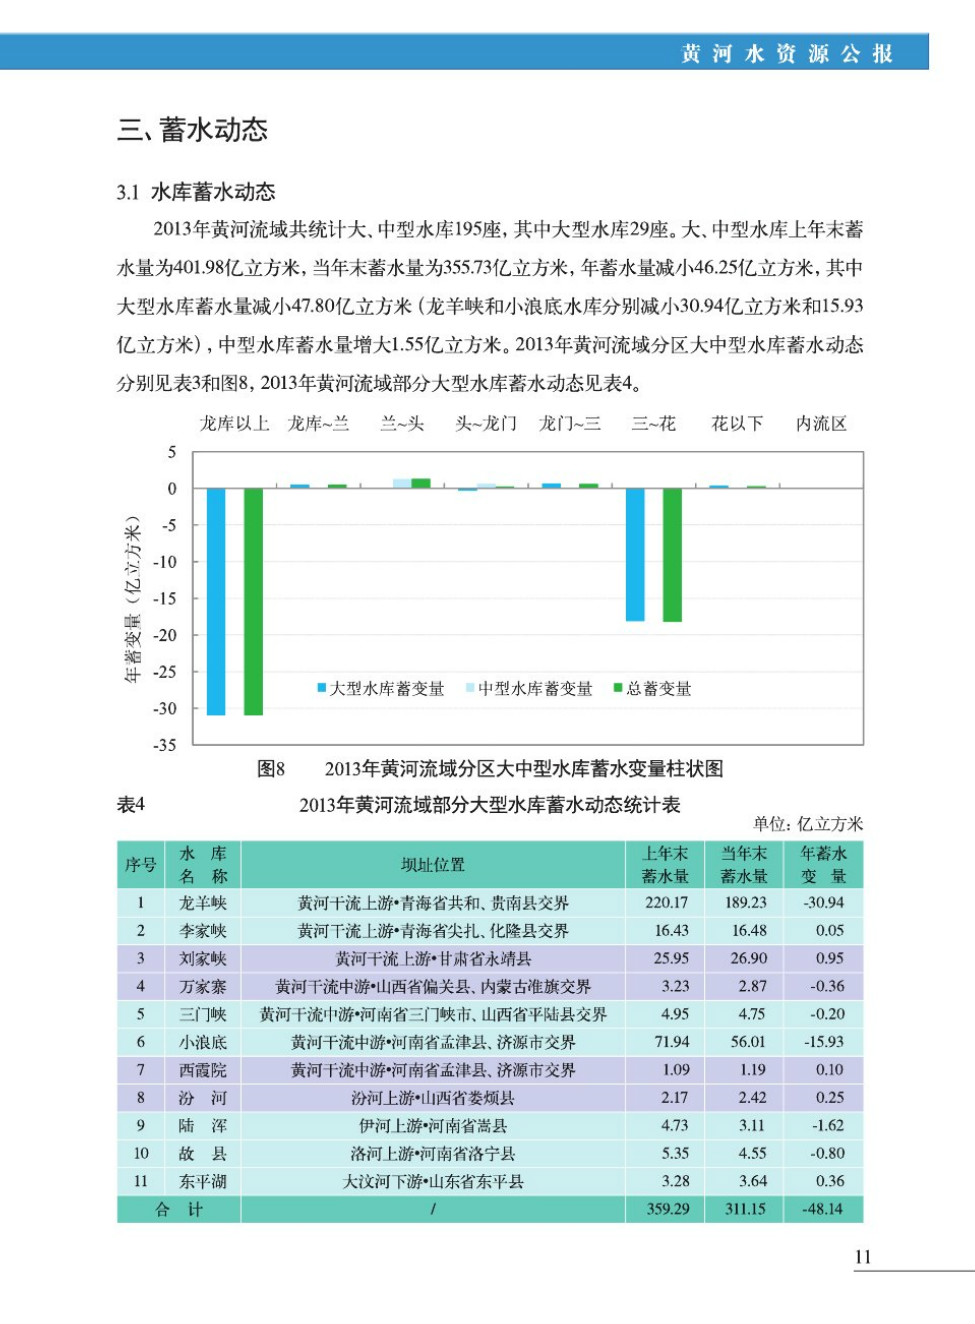 黄河水资源公报
三、蓄水动态
3.1 水库蓄水动态
2013年黄河流域共统计大、中型水库195座，其中大型水库29座。大、中型水库上年末蓄
水量为401.98亿立方米，当年末蓄水量为355.73亿立方米，年蓄水量减小46.25亿立方米，其中
大型水库蓄水量减小47.80亿立方米（龙羊峡和小浪底水库分别减小30.94亿立方米和15.93
亿立方米），中型水库蓄水量增大1.55亿立方米。2013年黄河流域分区大中型水库蓄水动态
分别见表3和图8，2013年黄河流域部分大型水库蓄水动态见表4。
龙库以上 龙库~兰 兰~头 头~龙门 龙门~三 三~花 花以下 内流区
年蓄变量（亿立方米）
5
0
-5
-10
-15
-20
-25
-30
-35
大型水库蓄变量 中型水库蓄变量 总蓄变量
图8 2013年黄河流域分区大中型水库蓄水变量柱状图
表4 2013年黄河流域部分大型水库蓄水动态统计表
单位：亿立方米
序号 水库名称 坝址位置 上年末蓄水量 当年末蓄水量 年蓄水变量
1 龙羊峡 黄河干流上游•青海省共和、贵南县交界 220.17 189.23 -30.94
2 李家峡 黄河干流上游•青海省尖扎、化隆县交界 16.43 16.48 0.05
3 刘家峡 黄河干流上游•甘肃省永靖县 25.95 26.90 0.95
4 万家寨 黄河干流中游•山西省偏关县、内蒙古准旗交界 3.23 2.87 -0.36
5 三门峡 黄河干流中游•河南省三门峡市、山西省平陆县交界 4.95 4.75 -0.20
6 小浪底 黄河干流中游•河南省孟津县、济源市交界 71.94 56.01 -15.93
7 西霞院 黄河干流中游•河南省孟津县、济源市交界 1.09 1.19 0.10
8 汾河 汾河上游•山西省娄烦县 2.17 2.42 0.25
9 陆浑 伊河上游•河南省嵩县 4.73 3.11 -1.62
10 故县 洛河上游•河南省洛宁县 5.35 4.55 -0.80
11 东平湖 大汶河下游•山东省东平县 3.28 3.64 0.36
合计 / 359.29 311.15 -48.14
11